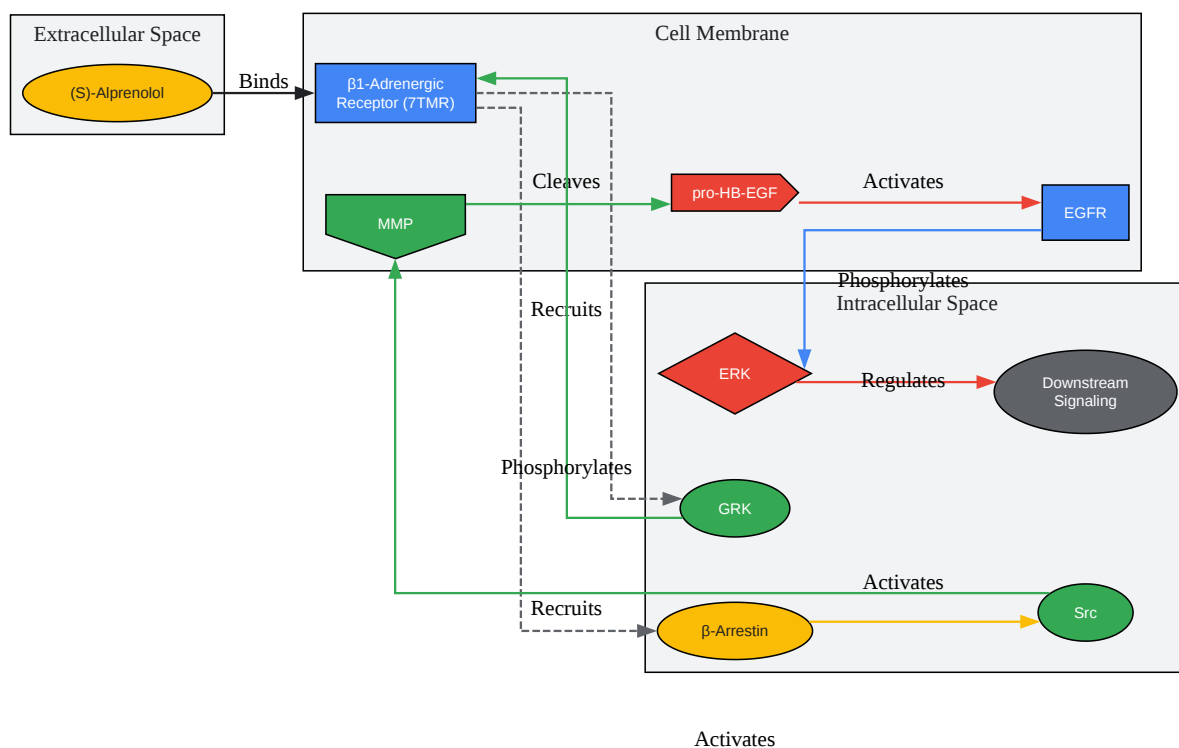 Extracellular Space
Cell Membrane
(S)-Alprenolol
Binds
β1-Adrenergic
Receptor (7TMR)
Cleaves
pro-HB-EGF
Activates
EGFR
MMP
Phosphorylates
Intracellular Space
Recruits
ERK
Regulates
Downstream
Signaling
Phosphorylates
GRK
Activates
Recruits
β-Arrestin
Src
Activates